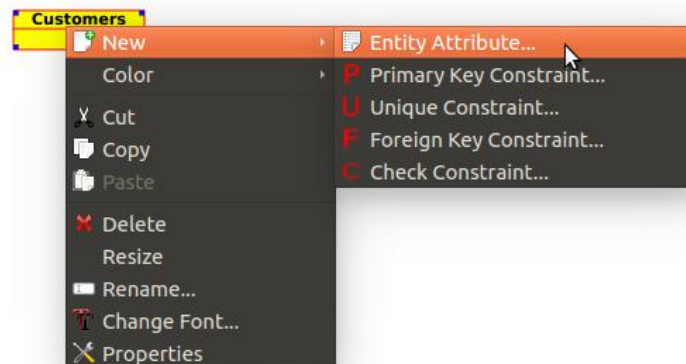 Customers
New
Color
Cut
Copy
Paste
Delete
Resize
Rename...
Change Font...
Properties
Entity Attribute...
P Primary Key Constraint...
U Unique Constraint...
F Foreign Key Constraint...
C Check Constraint...